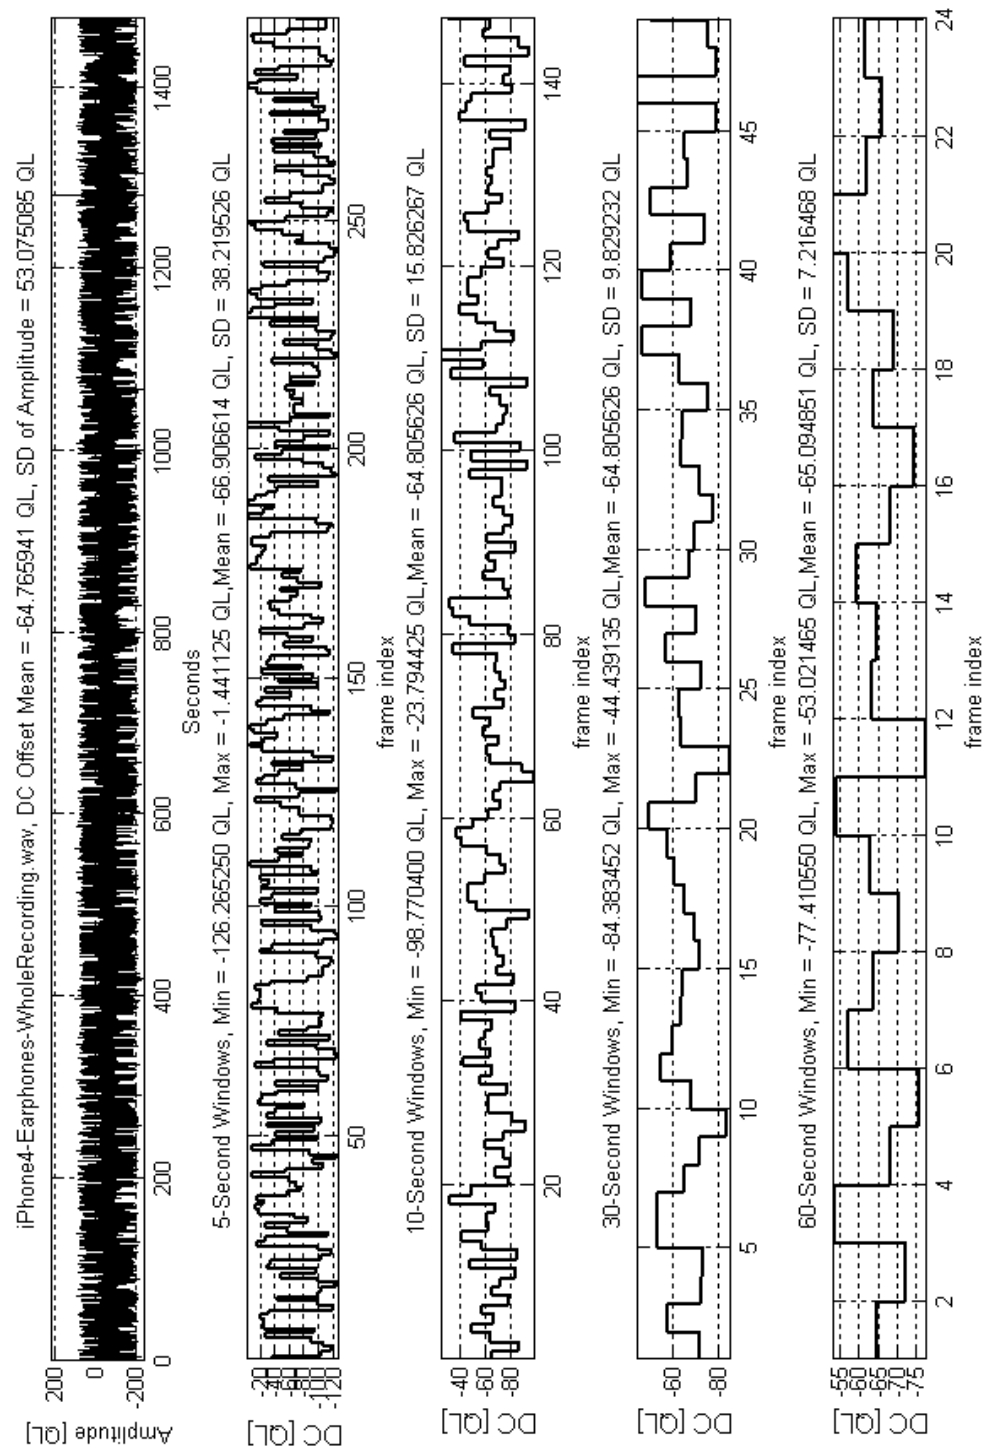 iPhone4-Earphones-WholeRecording.wav, DC Offset Mean = -64.765941 QL, SD of Amplitude = 53.075085 QL
Amplitude [QL]
200
0
-200
0 200 400 600 800 1000 1200 1400
Seconds
5-Second Windows, Min = -126.265250 QL, Max = -1.441125 QL,Mean = -66.906614 QL, SD = 38.219526 QL
DC [QL]
-20
-40
-60
-80
-100
-120
50 100 150 200 250
frame index
10-Second Windows, Min = -98.770400 QL, Max = -23.794425 QL,Mean = -64.805626 QL, SD = 15.826267 QL
DC [QL]
-40
-60
-80
20 40 60 80 100 120 140
frame index
30-Second Windows, Min = -84.383452 QL, Max = -44.439135 QL,Mean = -64.805626 QL, SD = 9.829232 QL
DC [QL]
-60
-80
5 10 15 20 25 30 35 40 45
frame index
60-Second Windows, Min = -77.410550 QL, Max = -53.021465 QL,Mean = -65.094851 QL, SD = 7.216468 QL
DC [QL]
-55
-60
-65
-70
-75
2 4 6 8 10 12 14 16 18 20 22 24
frame index